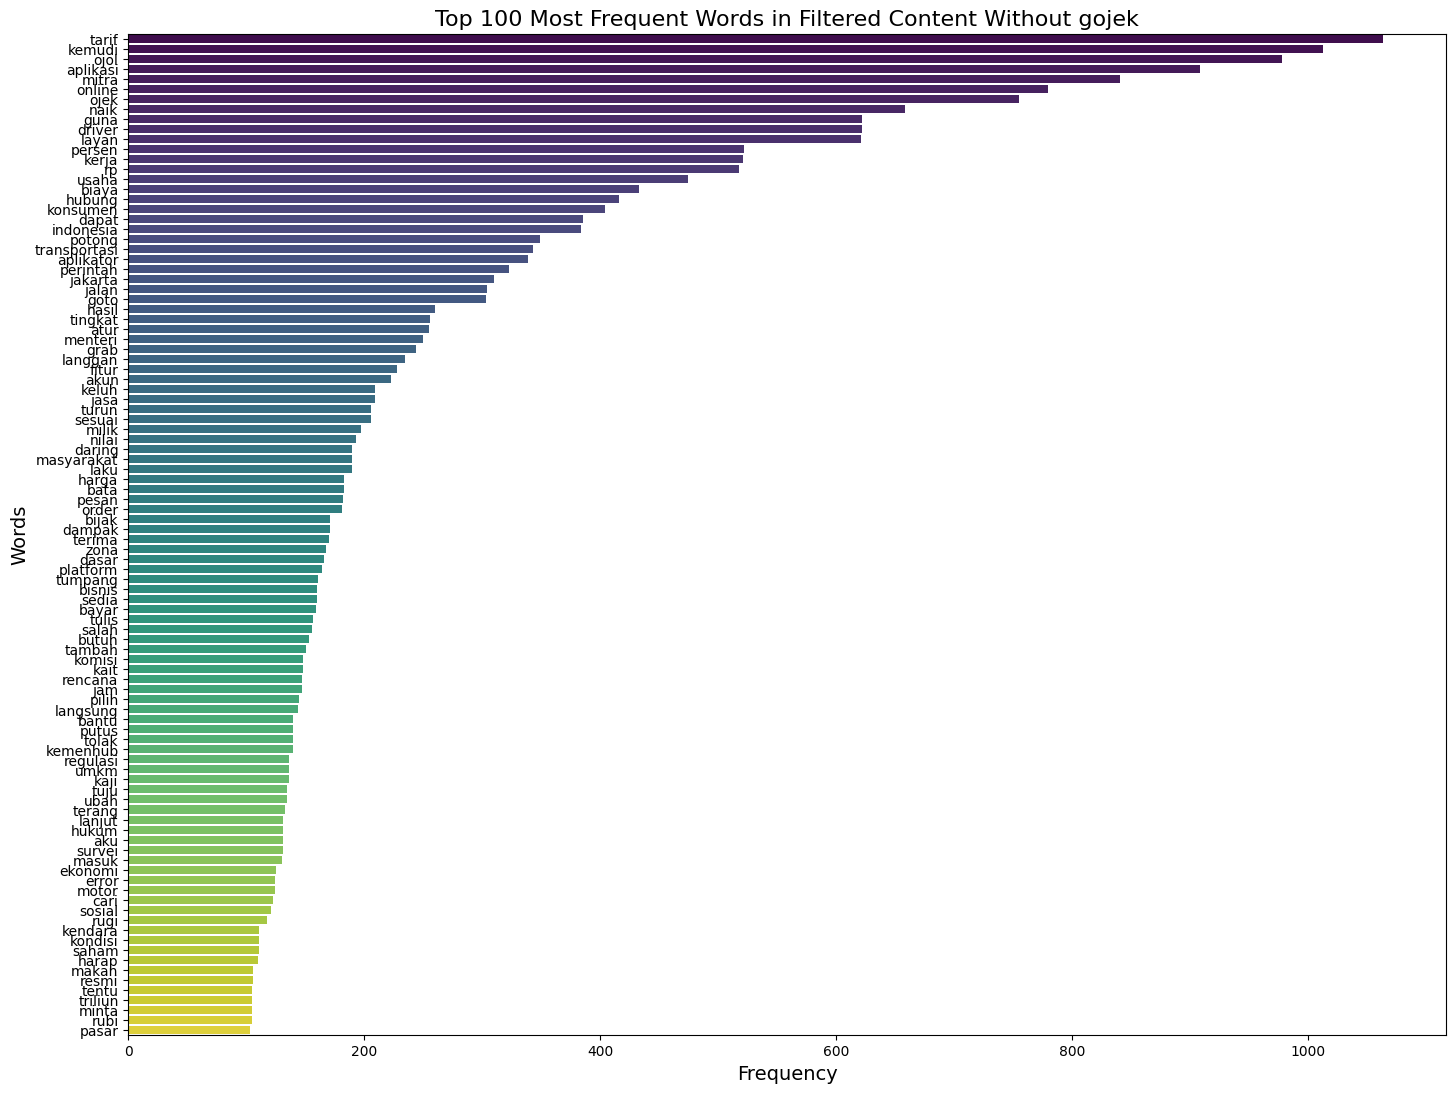 Top 100 Most Frequent Words in Filtered Content Without gojek
tarif
kemudi
ojol
aplikasi
mitra
online
ojek
naik
guna
driver
layan
persen
kerja
rp
usaha
biaya
hubung
konsumen
dapat
indonesia
potong
transportasi
aplikator
perintah
jakarta
jalan
goto
hasil
tingkat
atur
menteri
grab
langgan
fitur
akun
keluh
jasa
turun
sesuai
milik
nilai
daring
masyarakat
laku
harga
bata
pesan
order
bijak
dampak
terima
zona
dasar
platform
tumpang
bisnis
sedia
bayar
tulis
salah
butuh
tambah
komisi
kait
rencana
jam
pilih
langsung
bantu
putus
tolak
kemenhub
regulasi
umkm
kaji
tuju
ubah
terang
lanjut
hukum
aku
survei
masuk
ekonomi
error
motor
cari
sosial
rugi
kendara
kondisi
saham
harap
makan
resmi
tentu
triliun
minta
rubi
pasar
Words
0 200 400 600 800 1000
Frequency